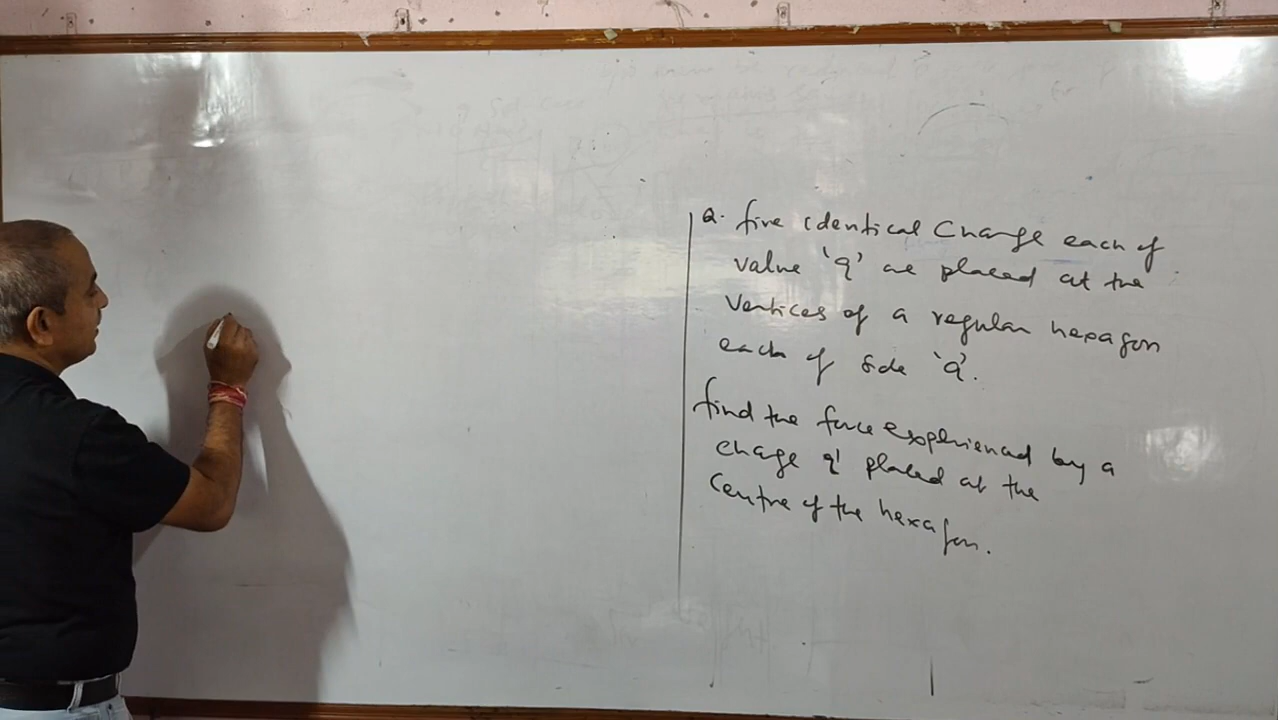 Q. five identical Charge each of
value 'q' are placed at the
Vertices of a regular hexagon
each of side 'a'.
find the force experienced by a
charge q' placed at the
Centre of the hexagon.